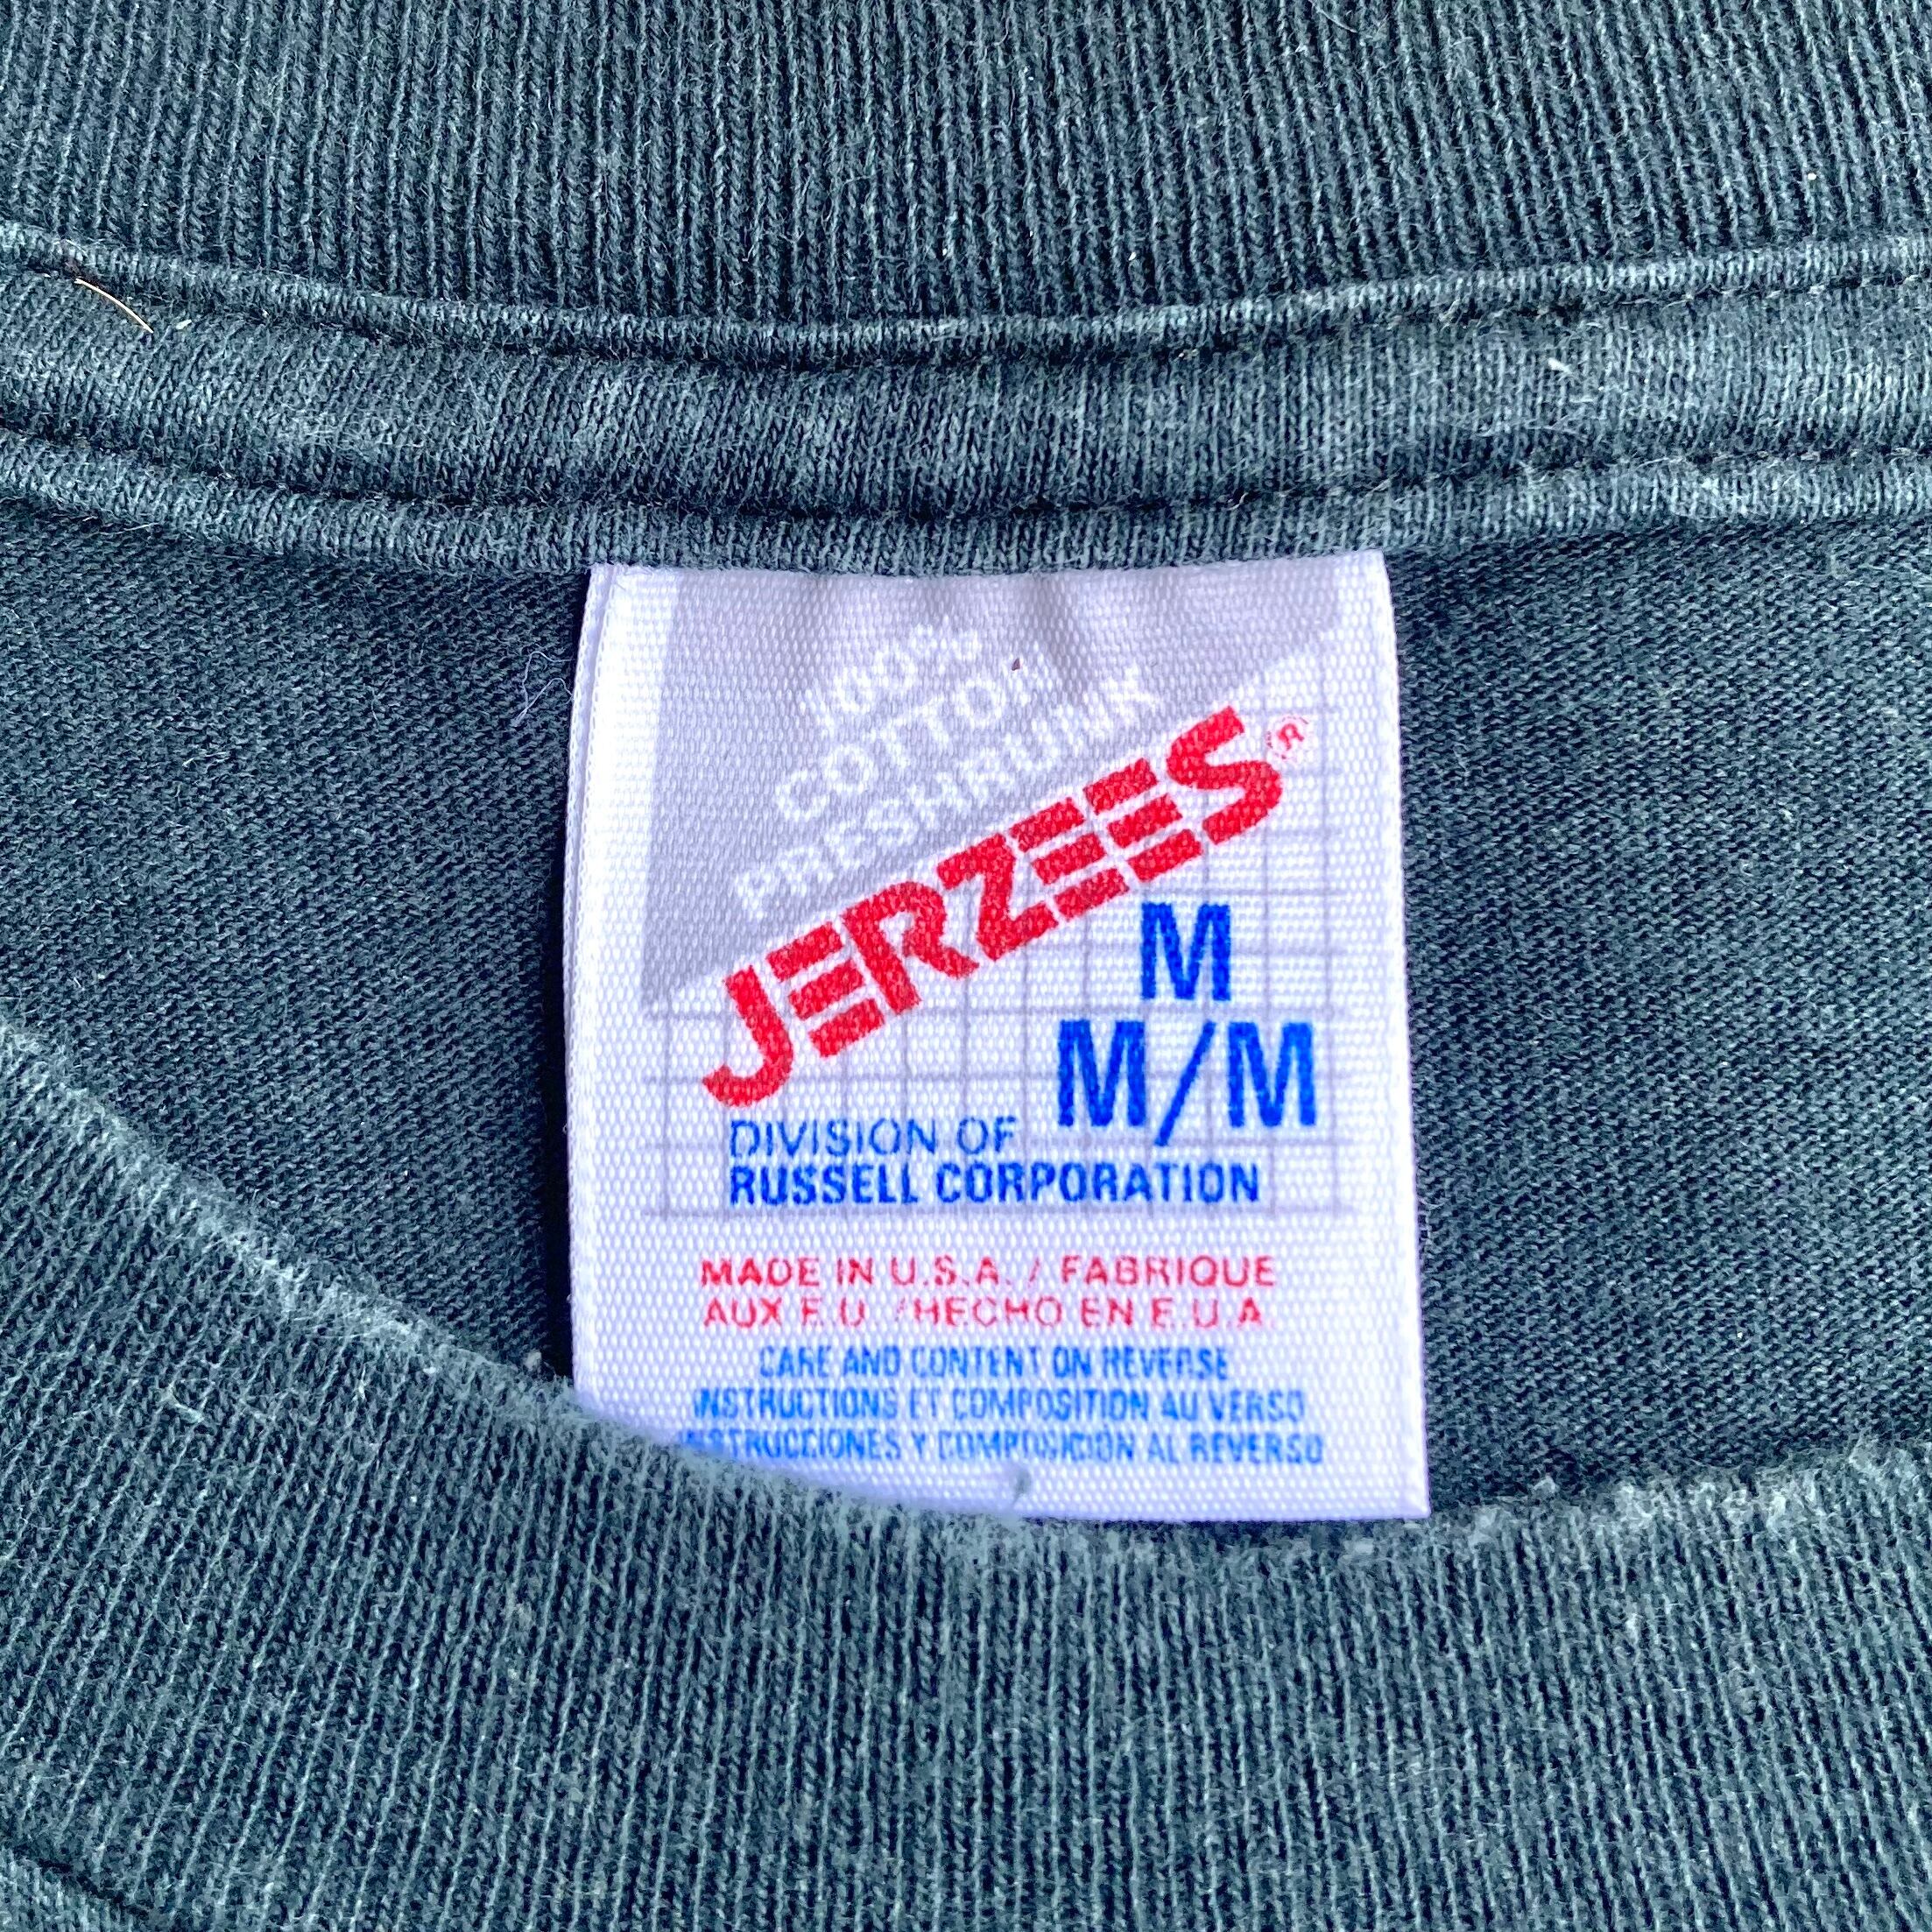 100%
COTTON
PRESHRUNK
JERZEES®
M
M/M
DIVISION OF
RUSSELL CORPORATION
MADE IN U.S.A. / FABRIQUE
AUX E.U. /HECHO EN E.U.A.
CARE AND CONTENT ON REVERSE
INSTRUCTIONS ET COMPOSITION AU VERSO
INSTRUCCIONES Y COMPOSICIÓN AL REVERSO